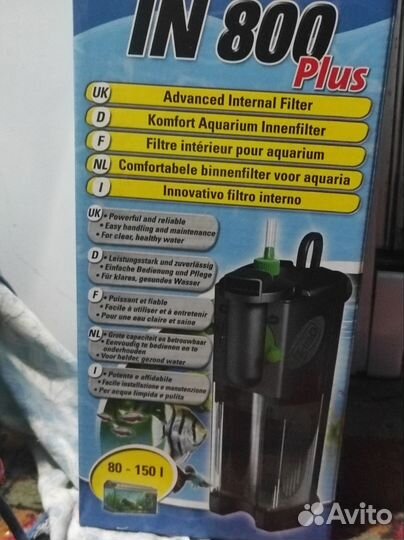 IN 800
Plus
UK Advanced Internal Filter
D Komfort Aquarium Innenfilter
F Filtre intérieur pour aquarium
NL Comfortabele binnenfilter voor aquaria
I Innovativo filtro interno
UK • Powerful and reliable
• Easy handling and maintenance
• For clear, healthy water
D • Leistungsstark und zuverlässig
• Einfache Bedienung und Pflege
• Für klares, gesundes Wasser
F • Puissant et fiable
• Facile à utiliser et à entretenir
• Pour une eau claire et saine
NL • Grote capaciteit en betrouwbaar
• Eenvoudig te bedienen en te
onderhouden
• Voor helder, gezond water
I • Potente e affidabile
• Facile installazione e manutenzione
• Per acqua limpida e pulita
80 - 150 l
Avito